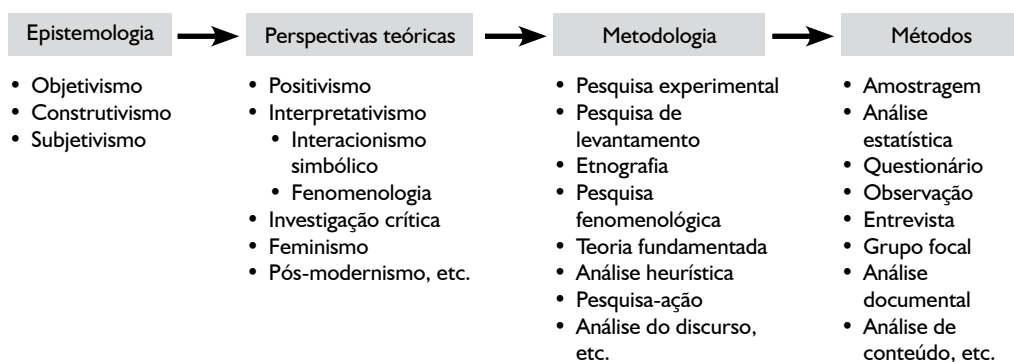 Epistemologia
• Objetivismo
• Construtivismo
• Subjetivismo
Perspectivas teóricas
• Positivismo
• Interpretativismo
• Interacionismo
simbólico
• Fenomenologia
• Investigação crítica
• Feminismo
• Pós-modernismo, etc.
Metodologia
• Pesquisa experimental
• Pesquisa de
levantamento
• Etnografia
• Pesquisa
fenomenológica
• Teoria fundamentada
• Análise heurística
• Pesquisa-ação
• Análise do discurso,
etc.
Métodos
• Amostragem
• Análise
estatística
• Questionário
• Observação
• Entrevista
• Grupo focal
• Análise
documental
• Análise de
conteúdo, etc.